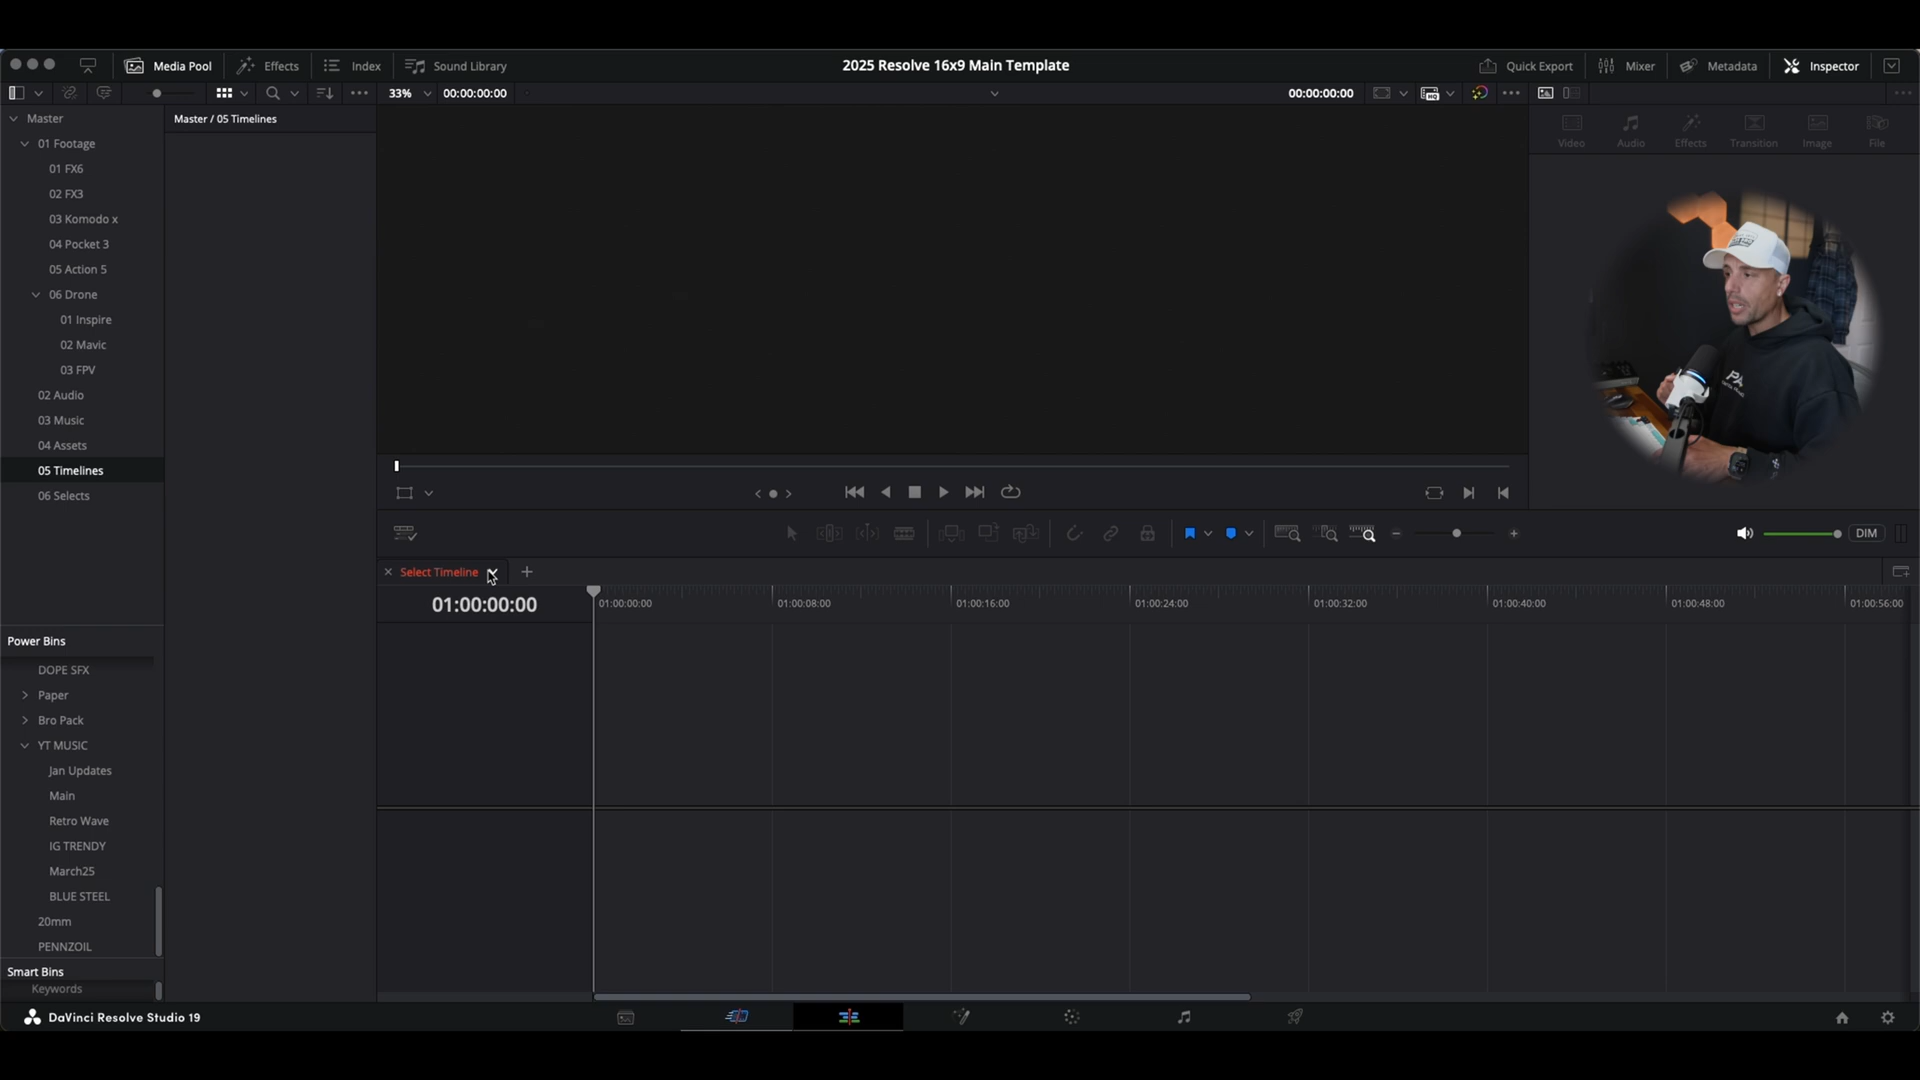 Media Pool
Effects
Index
Sound Library
2025 Resolve 16x9 Main Template
Quick Export
Mixer
Metadata
Inspector
33%
00:00:00:00
00:00:00:00
Master
Master / 05 Timelines
01 Footage
01 FX6
02 FX3
03 Komodo x
04 Pocket 3
05 Action 5
06 Drone
01 Inspire
02 Mavic
03 FPV
02 Audio
03 Music
04 Assets
05 Timelines
06 Selects
Video
Audio
Effects
Transition
Image
File
DIM
Select Timeline
01:00:00:00
01:00:00:00
01:00:08:00
01:00:16:00
01:00:24:00
01:00:32:00
01:00:40:00
01:00:48:00
01:00:56:00
Power Bins
DOPE SFX
Paper
Bro Pack
YT MUSIC
Jan Updates
Main
Retro Wave
IG TRENDY
March25
BLUE STEEL
20mm
PENNZOIL
Smart Bins
Keywords
DaVinci Resolve Studio 19